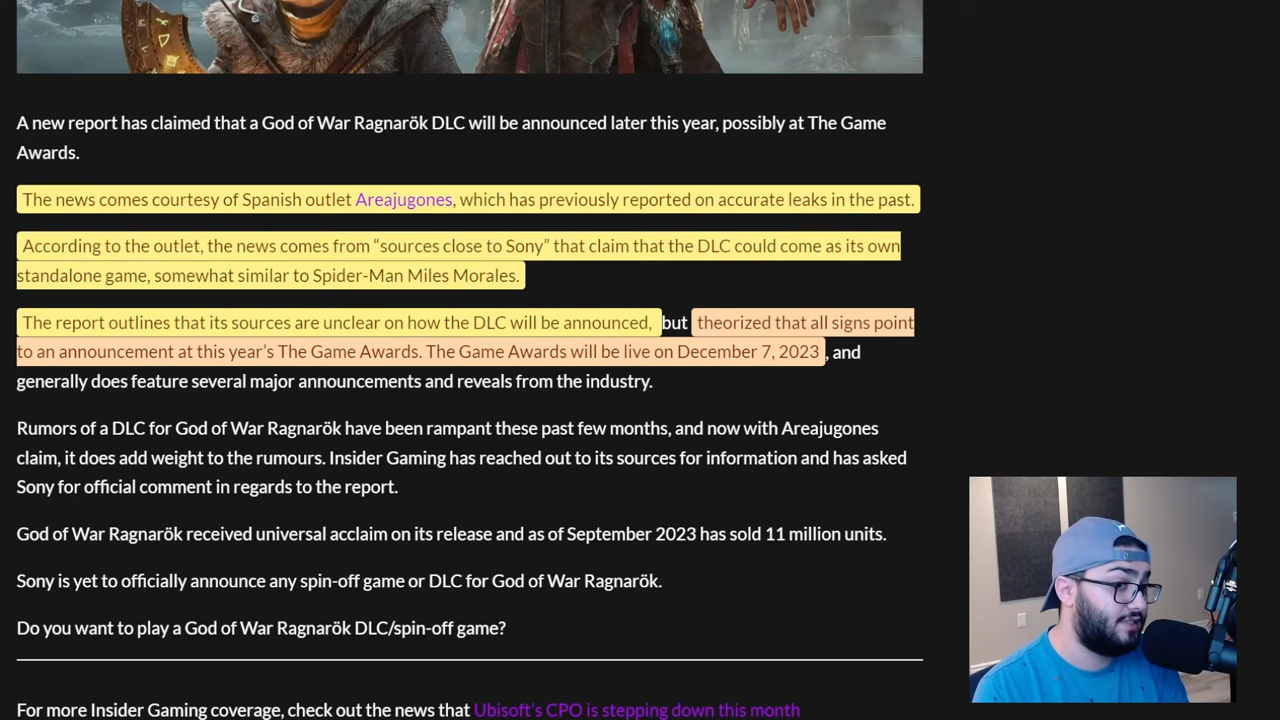 A new report has claimed that a God of War Ragnarök DLC will be announced later this year, possibly at The Game
Awards.
The news comes courtesy of Spanish outlet Areajugones, which has previously reported on accurate leaks in the past.
According to the outlet, the news comes from “sources close to Sony” that claim that the DLC could come as its own
standalone game, somewhat similar to Spider-Man Miles Morales.
The report outlines that its sources are unclear on how the DLC will be announced, but theorized that all signs point
to an announcement at this year’s The Game Awards. The Game Awards will be live on December 7, 2023, and
generally does feature several major announcements and reveals from the industry.
Rumors of a DLC for God of War Ragnarök have been rampant these past few months, and now with Areajugones
claim, it does add weight to the rumours. Insider Gaming has reached out to its sources for information and has asked
Sony for official comment in regards to the report.
God of War Ragnarök received universal acclaim on its release and as of September 2023 has sold 11 million units.
Sony is yet to officially announce any spin-off game or DLC for God of War Ragnarök.
Do you want to play a God of War Ragnarök DLC/spin-off game?
For more Insider Gaming coverage, check out the news that Ubisoft’s CPO is stepping down this month